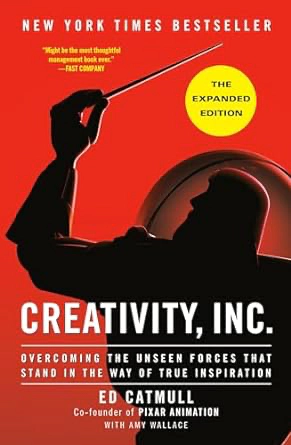 NEW YORK TIMES BESTSELLER
"Might be the most thoughtful
management book ever."
—FAST COMPANY
THE
EXPANDED
EDITION
CREATIVITY, INC.
OVERCOMING THE UNSEEN FORCES THAT
STAND IN THE WAY OF TRUE INSPIRATION
ED CATMULL
Co-founder of PIXAR ANIMATION
WITH AMY WALLACE